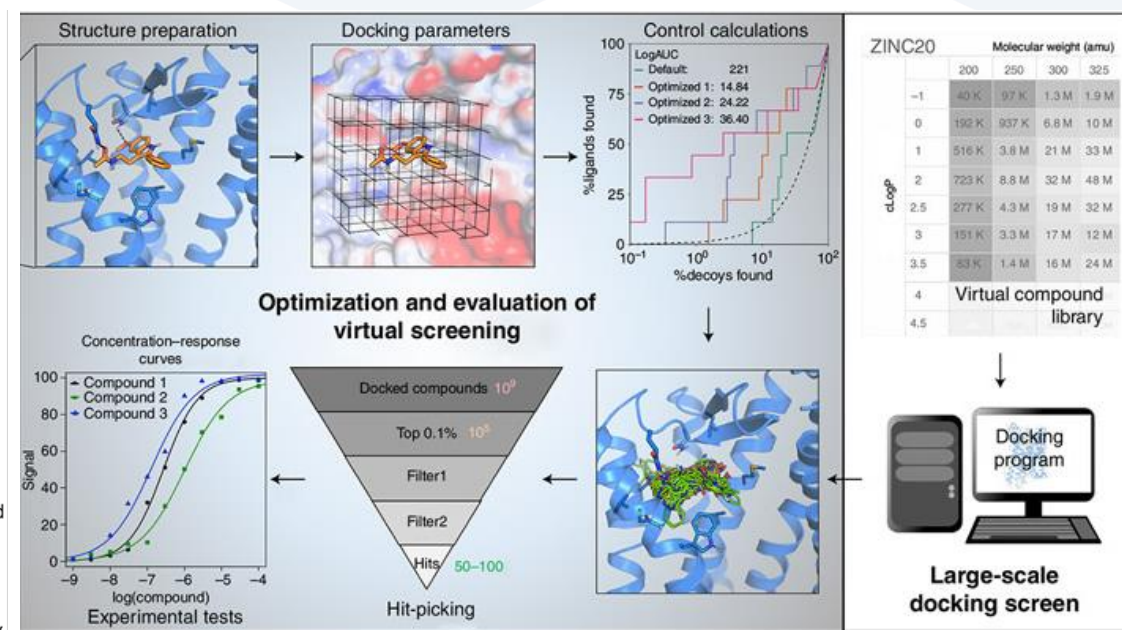 Structure preparation
Docking parameters
Control calculations
LogAUC
Default: 221
Optimized 1: 14.84
Optimized 2: 24.22
Optimized 3: 36.40
100
75
50
25
0
%ligands found
10⁻¹ 10⁰ 10¹ 10²
%decoys found
ZINC20
Molecular weight (amu)
200 250 300 325
cLogP
−1 40 K 97 K 1.3 M 1.9 M
0 192 K 937 K 6.8 M 10 M
1 516 K 3.8 M 21 M 33 M
2 723 K 8.8 M 32 M 48 M
2.5 277 K 4.3 M 19 M 32 M
3 151 K 3.3 M 17 M 12 M
3.5 63 K 1.4 M 16 M 24 M
4
4.5
Virtual compound
library
Optimization and evaluation of
virtual screening
Concentration–response
curves
Compound 1
Compound 2
Compound 3
100
80
60
40
20
0
Signal
−9 −8 −7 −6 −5 −4
log(compound)
Experimental tests
Docked compounds 10⁹
Top 0.1% 10⁶
Filter1
Filter2
Hits 50–100
Hit-picking
Docking
program
Large-scale
docking screen